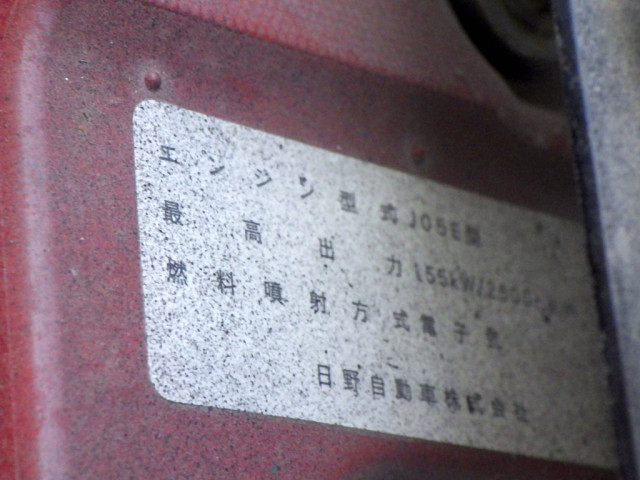 エンジン型式J05E型
最高出力155kW/2500rpm
燃料噴射方式電子式
日野自動車株式会社